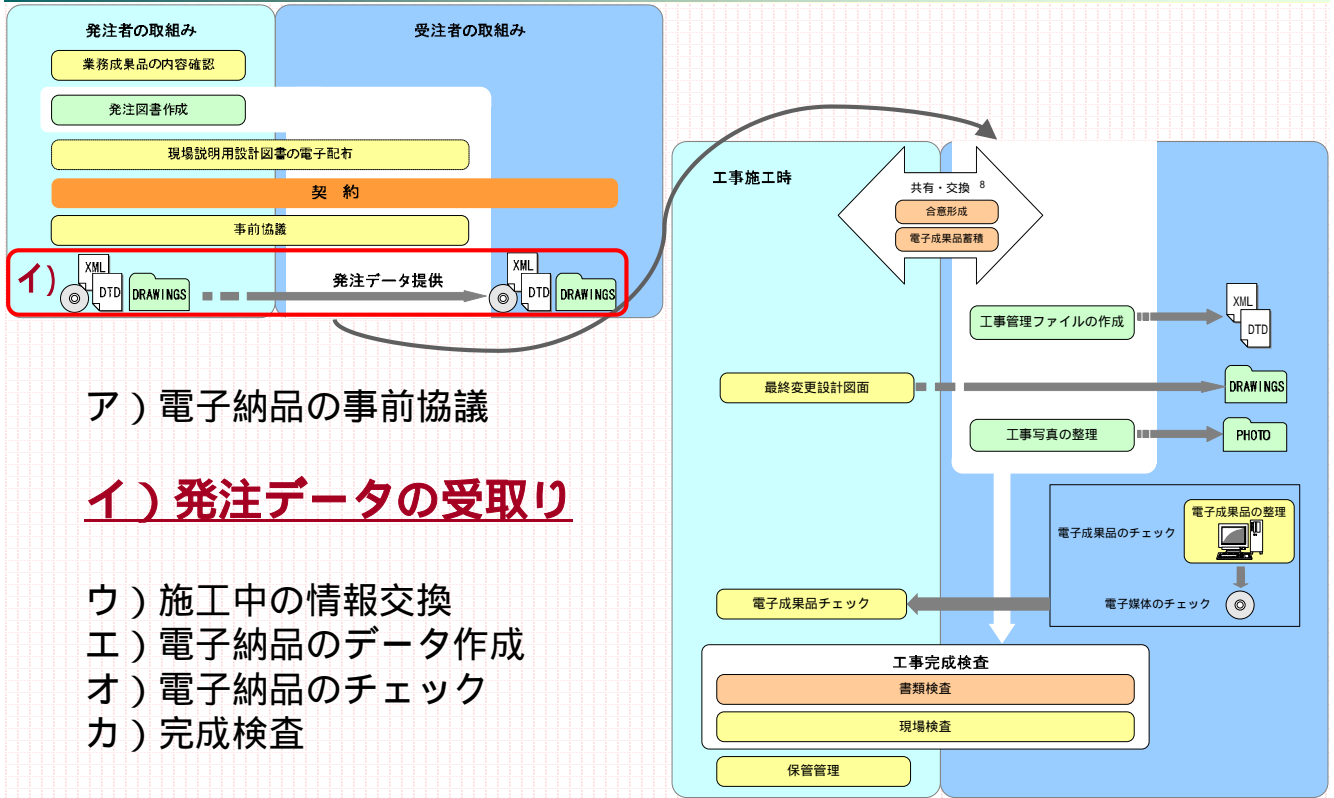 発注者の取組み
受注者の取組み
業務成果品の内容確認
発注図書作成
現場説明用設計図書の電子配布
契　約
事前協議
イ)
XML
DTD
DRAWINGS
発注データ提供
XML
DTD
DRAWINGS
ア）電子納品の事前協議
イ）発注データの受取り
ウ）施工中の情報交換
エ）電子納品のデータ作成
オ）電子納品のチェック
カ）完成検査
工事施工時
共有・交換 8
合意形成
電子成果品蓄積
工事管理ファイルの作成
XML
DTD
最終変更設計図面
DRAWINGS
工事写真の整理
PHOTO
電子成果品の整理
電子成果品のチェック
電子媒体のチェック
電子成果品チェック
工事完成検査
書類検査
現場検査
保管管理